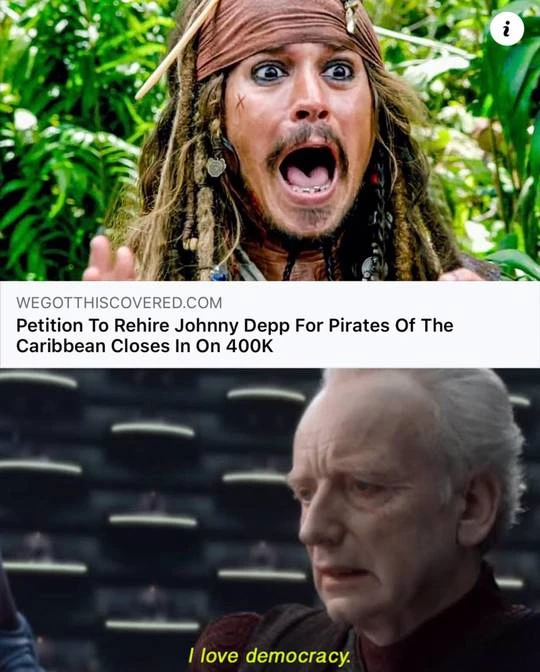 i
WEGOTTHISCOVERED.COM
Petition To Rehire Johnny Depp For Pirates Of The
Caribbean Closes In On 400K
I love democracy.